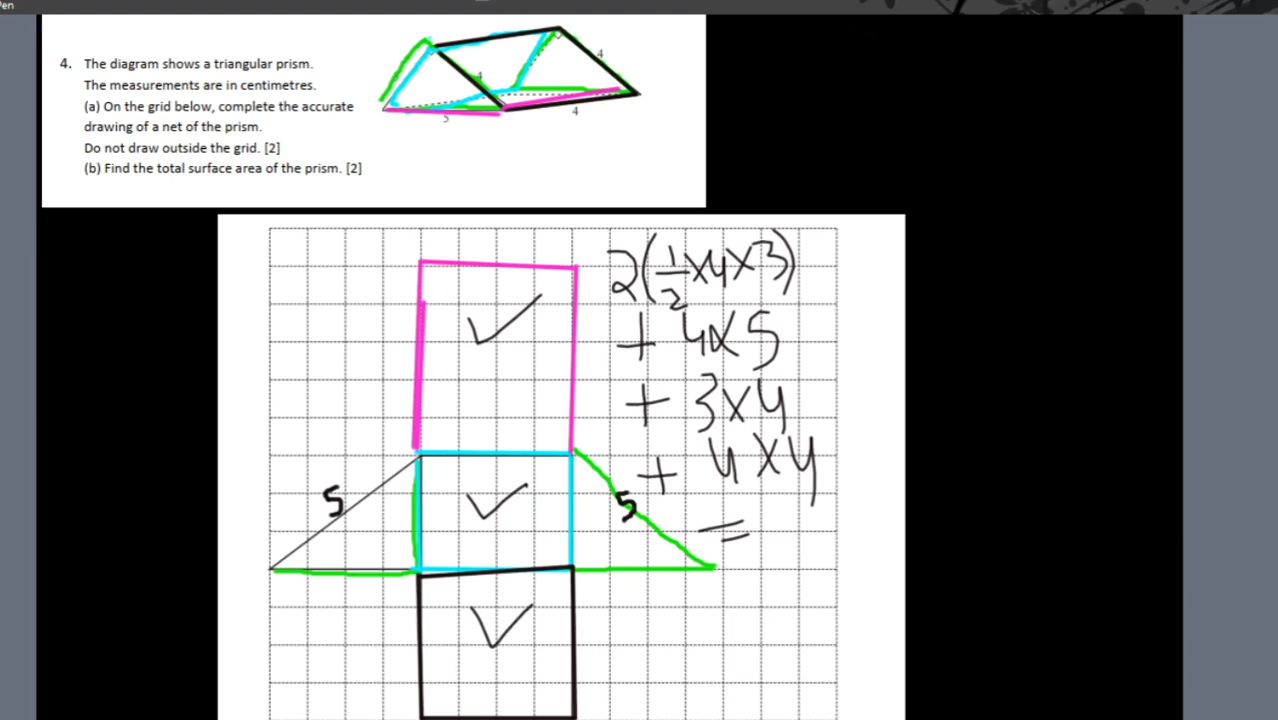 Pen
4. The diagram shows a triangular prism.
The measurements are in centimetres.
(a) On the grid below, complete the accurate
drawing of a net of the prism.
Do not draw outside the grid. [2]
(b) Find the total surface area of the prism. [2]
4
4
5
4
2(1/2×4×3)
+ 4×5
+ 3×4
+ 4×4
=
5
5